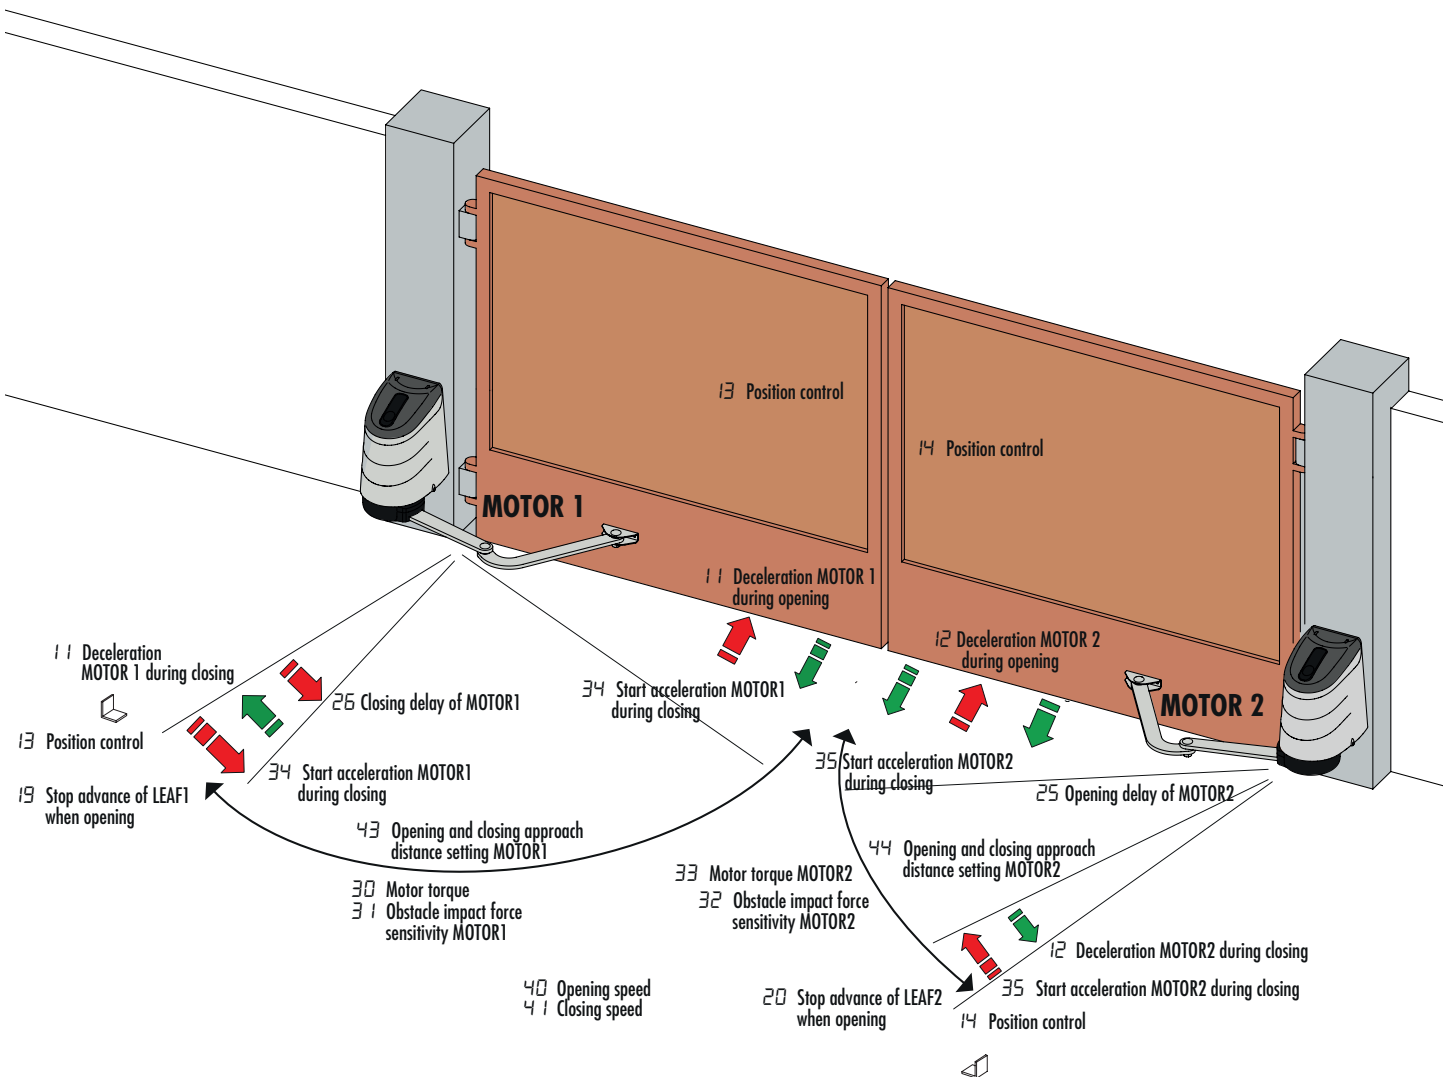 13 Position control
14 Position control
MOTOR 1
11 Deceleration MOTOR 1
during opening
12 Deceleration MOTOR 2
during opening
11 Deceleration
MOTOR 1 during closing
26 Closing delay of MOTOR1
34 Start acceleration MOTOR1
during closing
MOTOR 2
13 Position control
34 Start acceleration MOTOR1
during closing
35 Start acceleration MOTOR2
during closing
19 Stop advance of LEAF1
when opening
25 Opening delay of MOTOR2
43 Opening and closing approach
distance setting MOTOR1
44 Opening and closing approach
distance setting MOTOR2
30 Motor torque
31 Obstacle impact force
sensitivity MOTOR1
33 Motor torque MOTOR2
32 Obstacle impact force
sensitivity MOTOR2
12 Deceleration MOTOR2 during closing
40 Opening speed
41 Closing speed
20 Stop advance of LEAF2
when opening
35 Start acceleration MOTOR2 during closing
14 Position control